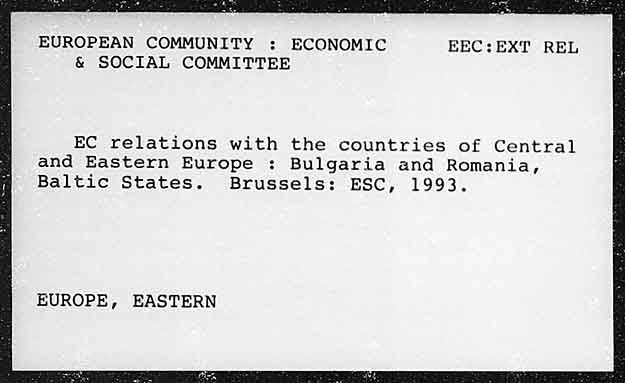 EUROPEAN COMMUNITY : ECONOMIC EEC:EXT REL
& SOCIAL COMMITTEE
EC relations with the countries of Central
and Eastern Europe : Bulgaria and Romania,
Baltic States. Brussels: ESC, 1993.
EUROPE, EASTERN